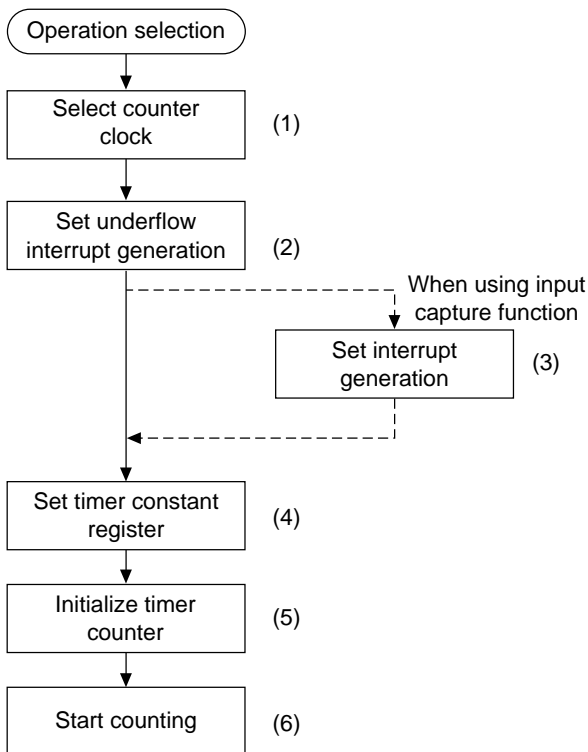 Operation selection
Select counter
clock
(1)
Set underflow
interrupt generation
(2)
When using input
capture function
Set interrupt
generation
(3)
Set timer constant
register
(4)
Initialize timer
counter
(5)
Start counting
(6)